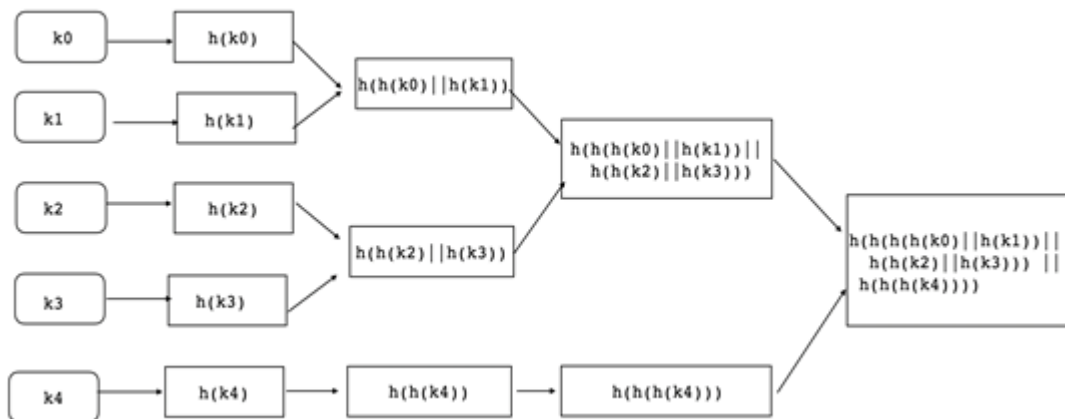 k0
h(k0)
h(h(k0)||h(k1))
k1
h(k1)
h(h(h(k0)||h(k1))||
h(h(k2)||h(k3)))
k2
h(k2)
h(h(k2)||h(k3))
h(h(h(h(k0)||h(k1))||
h(h(k2)||h(k3))) ||
h(h(h(k4))))
k3
h(k3)
k4
h(k4)
h(h(k4))
h(h(h(k4)))